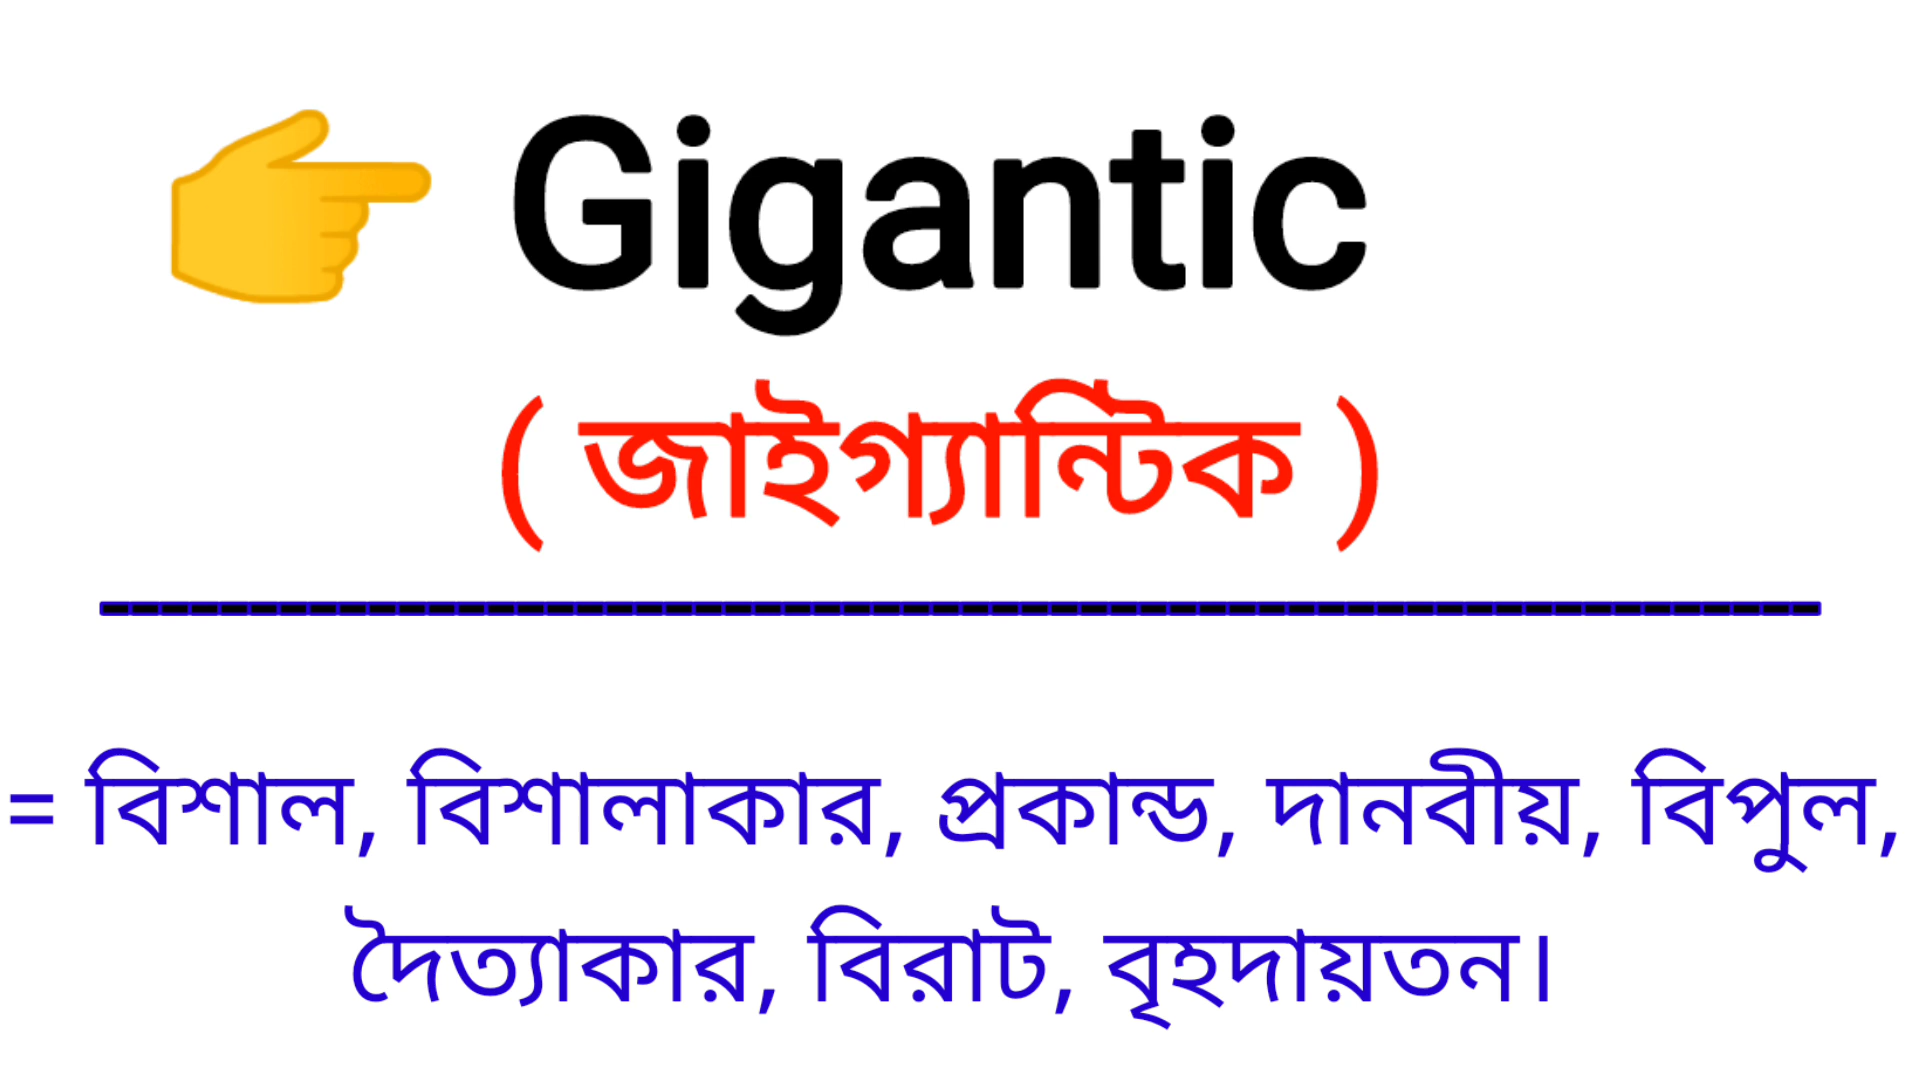 👉 Gigantic
( জাইগ্যান্টিক )
----------------------------------------------------------
= বিশাল, বিশালাকার, প্রকান্ড, দানবীয়, বিপুল,
দৈত্যাকার, বিরাট, বৃহদায়তন।